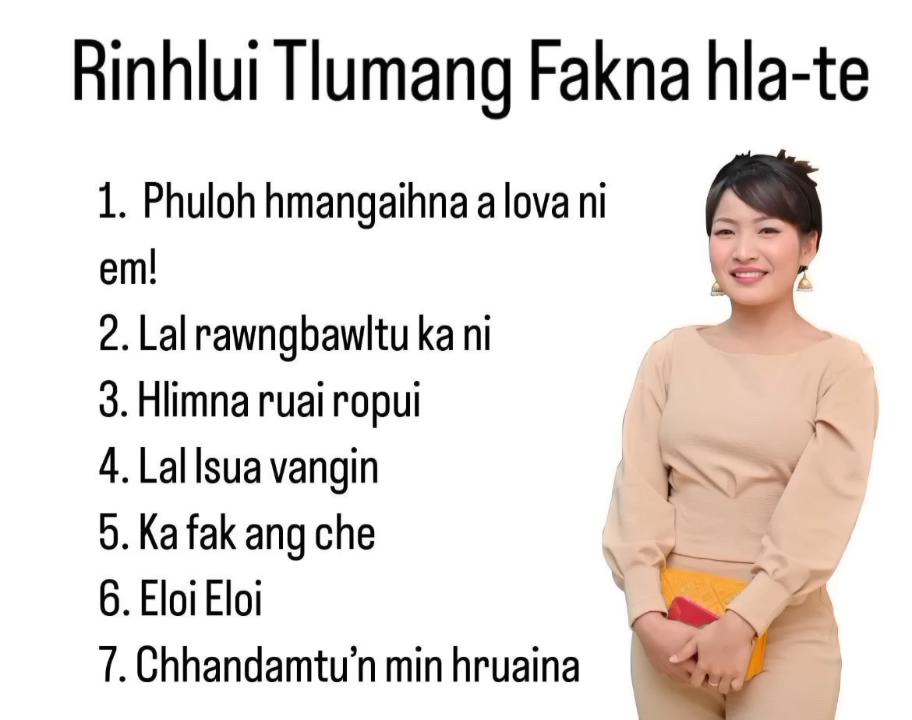 Rinhlui Tlumang Fakna hla-te
1. Phuloh hmangaihna a lova ni
em!
2. Lal rawngbawltu ka ni
3. Hlimna ruai ropui
4. Lal Isua vangin
5. Ka fak ang che
6. Eloi Eloi
7. Chhandamtu’n min hruaina